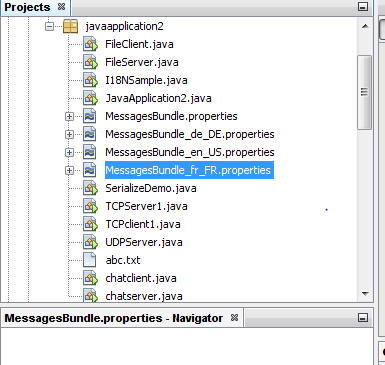 Projects
javaapplication2
FileClient.java
FileServer.java
I18NSample.java
JavaApplication2.java
MessagesBundle.properties
MessagesBundle_de_DE.properties
MessagesBundle_en_US.properties
MessagesBundle_fr_FR.properties
SerializeDemo.java
TCPServer1.java
TCPclient1.java
UDPServer.java
abc.txt
chatclient.java
chatserver.java
MessagesBundle.properties - Navigator